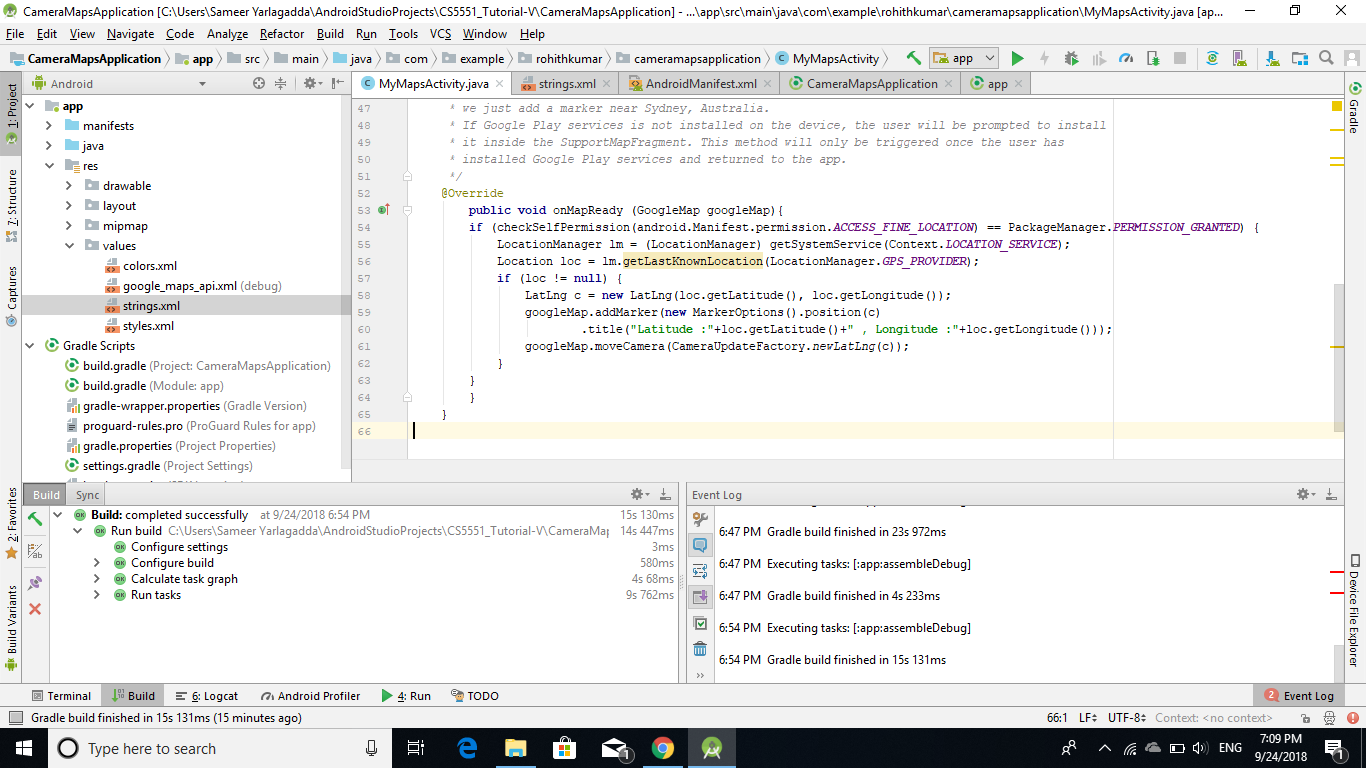 CameraMapsApplication [C:\Users\Sameer Yarlagadda\AndroidStudioProjects\CS5551_Tutorial-V\CameraMapsApplication] - ...\app\src\main\java\com\example\rohithkumar\cameramapsapplication\MyMapsActivity.java [ap...
File Edit View Navigate Code Analyze Refactor Build Run Tools VCS Window Help
CameraMapsApplication app src main java com example rohithkumar cameramapsapplication MyMapsActivity app
1: Project
Z: Structure
Captures
2: Favorites
Build Variants
Android
app
manifests
java
res
drawable
layout
mipmap
values
colors.xml
google_maps_api.xml (debug)
strings.xml
styles.xml
Gradle Scripts
build.gradle (Project: CameraMapsApplication)
build.gradle (Module: app)
gradle-wrapper.properties (Gradle Version)
proguard-rules.pro (ProGuard Rules for app)
gradle.properties (Project Properties)
settings.gradle (Project Settings)
MyMapsActivity.java strings.xml AndroidManifest.xml CameraMapsApplication app
47 * we just add a marker near Sydney, Australia.
48 * If Google Play services is not installed on the device, the user will be prompted to install
49 * it inside the SupportMapFragment. This method will only be triggered once the user has
50 * installed Google Play services and returned to the app.
51 */
52 @Override
53 public void onMapReady (GoogleMap googleMap){
54 if (checkSelfPermission(android.Manifest.permission.ACCESS_FINE_LOCATION) == PackageManager.PERMISSION_GRANTED) {
55 LocationManager lm = (LocationManager) getSystemService(Context.LOCATION_SERVICE);
56 Location loc = lm.getLastKnownLocation(LocationManager.GPS_PROVIDER);
57 if (loc != null) {
58 LatLng c = new LatLng(loc.getLatitude(), loc.getLongitude());
59 googleMap.addMarker(new MarkerOptions().position(c)
60 .title("Latitude :"+loc.getLatitude()+" , Longitude :"+loc.getLongitude()));
61 googleMap.moveCamera(CameraUpdateFactory.newLatLng(c));
62 }
63 }
64 }
65 }
66
Gradle
Device File Explorer
Build Sync
Build: completed successfully at 9/24/2018 6:54 PM 15s 130ms
Run build C:\Users\Sameer Yarlagadda\AndroidStudioProjects\CS5551_Tutorial-V\CameraMap 14s 447ms
Configure settings 3ms
Configure build 580ms
Calculate task graph 4s 68ms
Run tasks 9s 762ms
Event Log
6:47 PM Gradle build finished in 23s 972ms
6:47 PM Executing tasks: [:app:assembleDebug]
6:47 PM Gradle build finished in 4s 233ms
6:54 PM Executing tasks: [:app:assembleDebug]
6:54 PM Gradle build finished in 15s 131ms
Terminal Build 6: Logcat Android Profiler 4: Run TODO 2 Event Log
Gradle build finished in 15s 131ms (15 minutes ago) 66:1 LF UTF-8 Context: <no context>
Type here to search 1 ENG 7:09 PM 9/24/2018 1